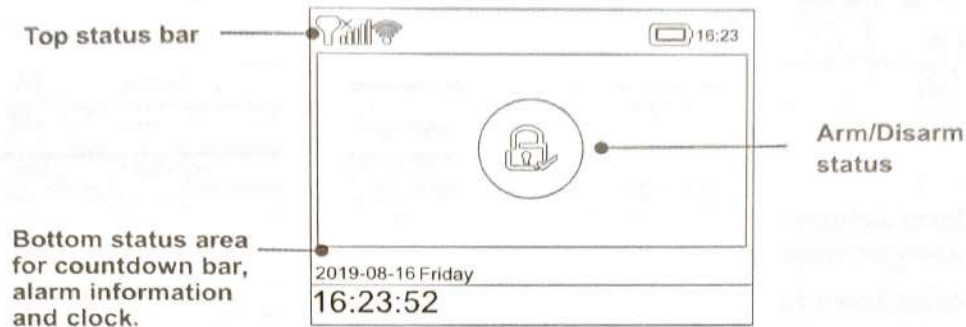 Top status bar
16:23
Arm/Disarm
status
Bottom status area
for countdown bar,
alarm information
and clock.
2019-08-16 Friday
16:23:52